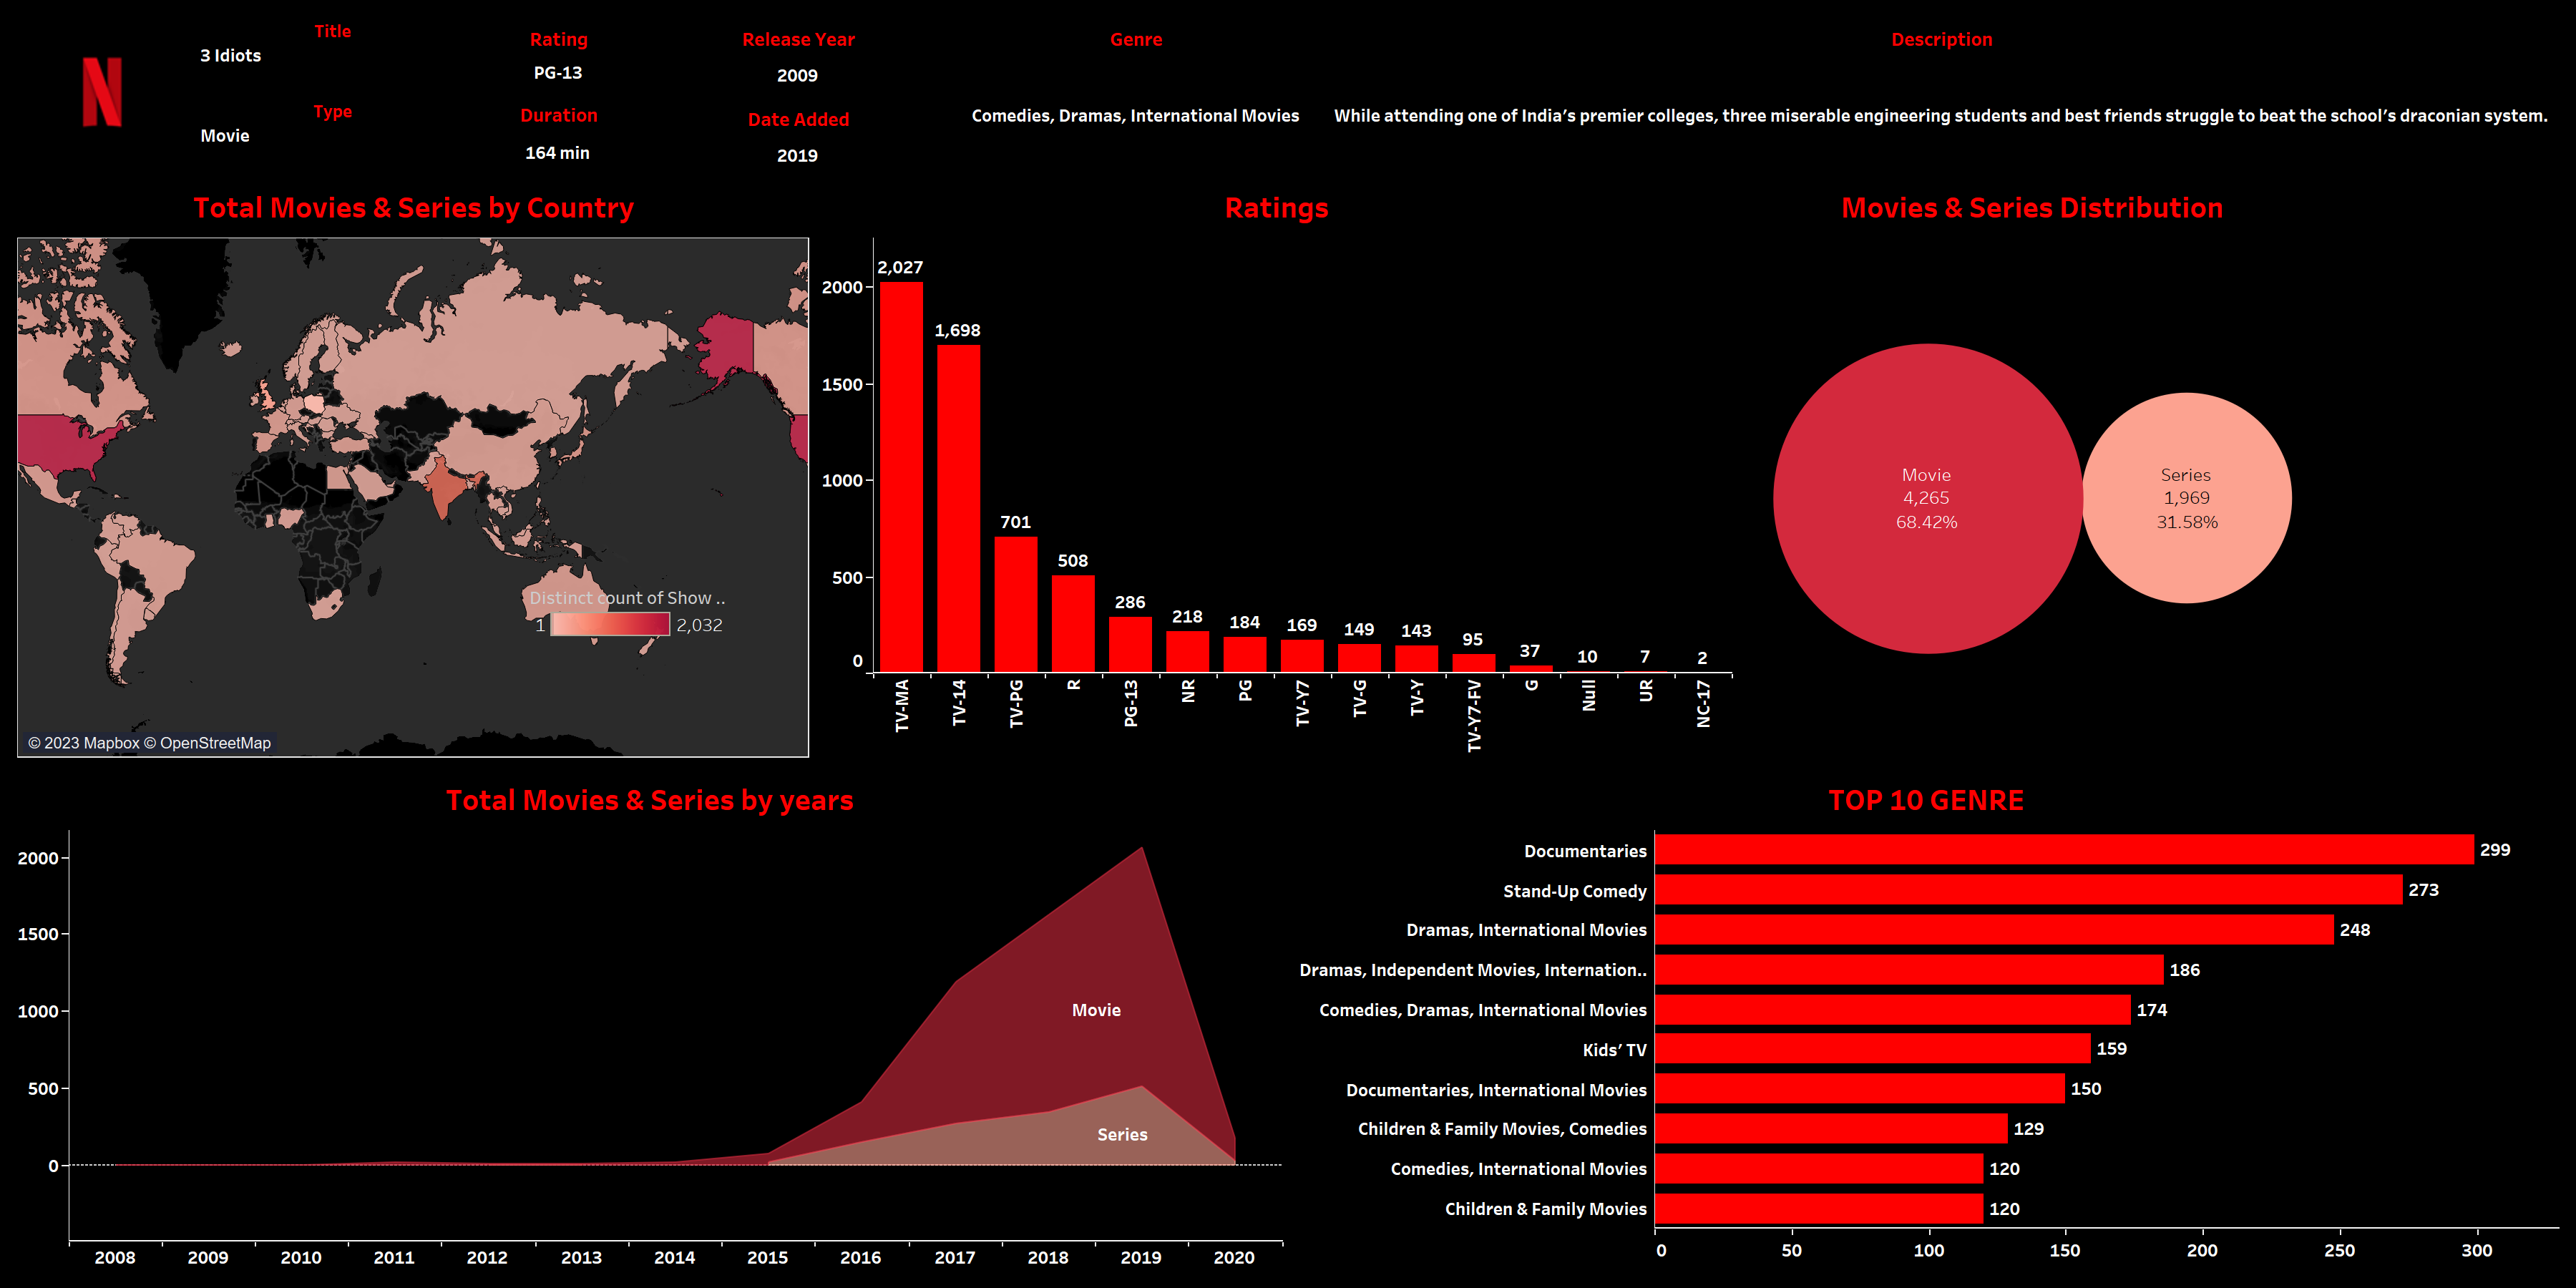 Title
3 Idiots
Type
Movie
Rating
PG-13
Duration
164 min
Release Year
2009
Date Added
2019
Genre
Comedies, Dramas, International Movies
Description
While attending one of India's premier colleges, three miserable engineering students and best friends struggle to beat the school's draconian system.
Total Movies & Series by Country
Distinct count of Show ..
1 2,032
© 2023 Mapbox © OpenStreetMap
Ratings
2000
1500
1000
500
0
2,027
1,698
701
508
286
218
184
169
149
143
95
37
10
7
2
TV-MA
TV-14
TV-PG
R
PG-13
NR
PG
TV-Y7
TV-G
TV-Y
TV-Y7-FV
G
Null
UR
NC-17
Movies & Series Distribution
Movie
4,265
68.42%
Series
1,969
31.58%
Total Movies & Series by years
2000
1500
1000
500
0
Movie
Series
2008 2009 2010 2011 2012 2013 2014 2015 2016 2017 2018 2019 2020
TOP 10 GENRE
Documentaries 299
Stand-Up Comedy 273
Dramas, International Movies 248
Dramas, Independent Movies, Internation.. 186
Comedies, Dramas, International Movies 174
Kids' TV 159
Documentaries, International Movies 150
Children & Family Movies, Comedies 129
Comedies, International Movies 120
Children & Family Movies 120
0 50 100 150 200 250 300